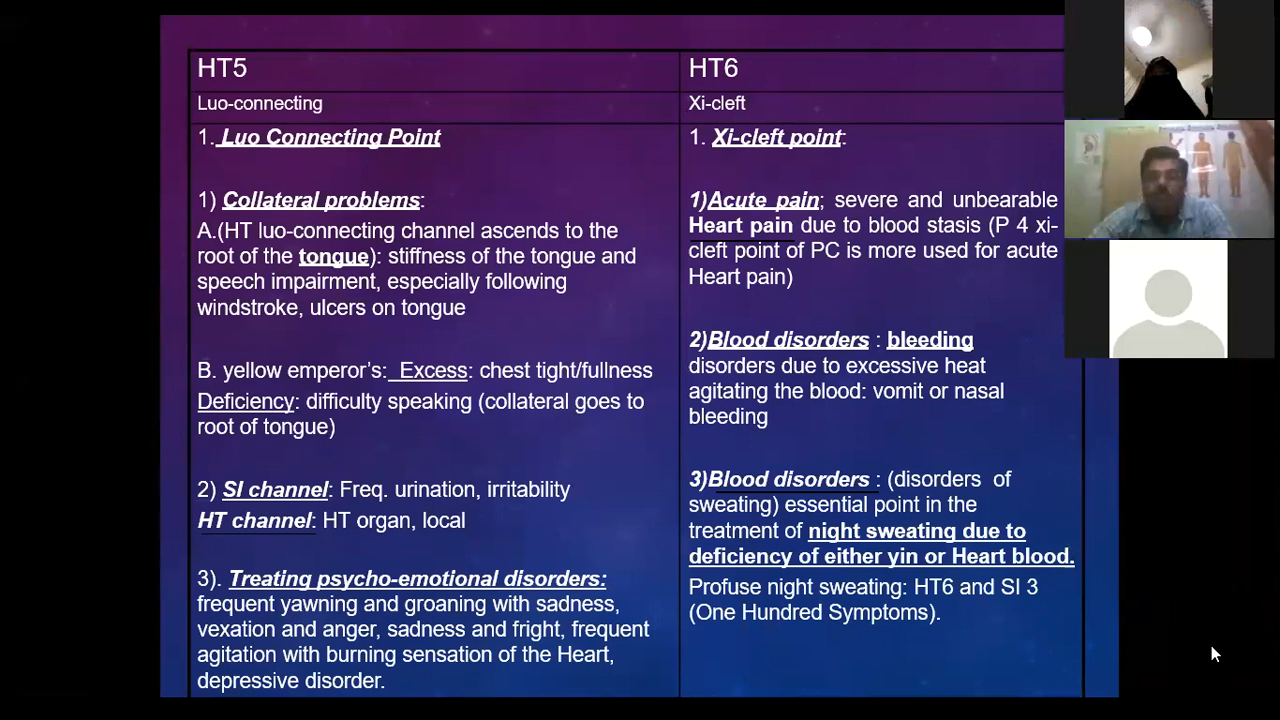 HT5
Luo-connecting
1. Luo Connecting Point
1) Collateral problems:
A.(HT luo-connecting channel ascends to the
root of the tongue): stiffness of the tongue and
speech impairment, especially following
windstroke, ulcers on tongue
B. yellow emperor's: Excess: chest tight/fullness
Deficiency: difficulty speaking (collateral goes to
root of tongue)
2) SI channel: Freq. urination, irritability
HT channel: HT organ, local
3). Treating psycho-emotional disorders:
frequent yawning and groaning with sadness,
vexation and anger, sadness and fright, frequent
agitation with burning sensation of the Heart,
depressive disorder.
HT6
Xi-cleft
1. Xi-cleft point:
1)Acute pain; severe and unbearable
Heart pain due to blood stasis (P 4 xi-
cleft point of PC is more used for acute
Heart pain)
2)Blood disorders : bleeding
disorders due to excessive heat
agitating the blood: vomit or nasal
bleeding
3)Blood disorders : (disorders of
sweating) essential point in the
treatment of night sweating due to
deficiency of either yin or Heart blood.
Profuse night sweating: HT6 and SI 3
(One Hundred Symptoms).